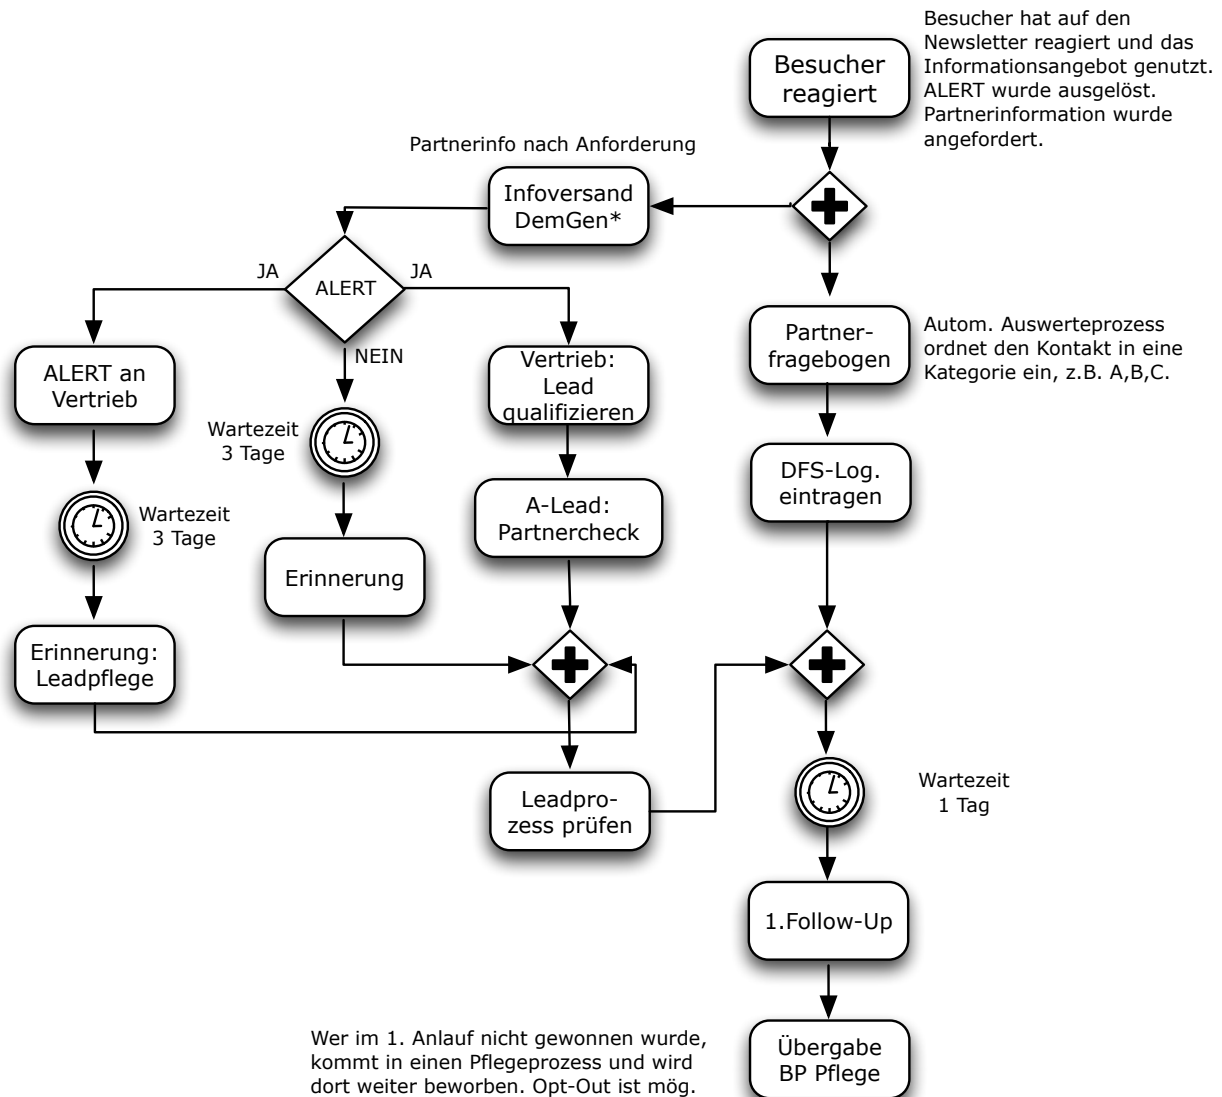 Besucher
reagiert
Besucher hat auf den
Newsletter reagiert und das
Informationsangebot genutzt.
ALERT wurde ausgelöst.
Partnerinformation wurde
angefordert.
Partnerinfo nach Anforderung
Infoversand
DemGen*
JA
ALERT
JA
NEIN
ALERT an
Vertrieb
Wartezeit
3 Tage
Vertrieb:
Lead
qualifizieren
Partner-
fragebogen
Autom. Auswerteprozess
ordnet den Kontakt in eine
Kategorie ein, z.B. A,B,C.
Wartezeit
3 Tage
A-Lead:
Partnercheck
DFS-Log.
eintragen
Erinnerung
Erinnerung:
Leadpflege
Leadpro-
zess prüfen
Wartezeit
1 Tag
1.Follow-Up
Wer im 1. Anlauf nicht gewonnen wurde,
kommt in einen Pflegeprozess und wird
dort weiter beworben. Opt-Out ist mög.
Übergabe
BP Pflege